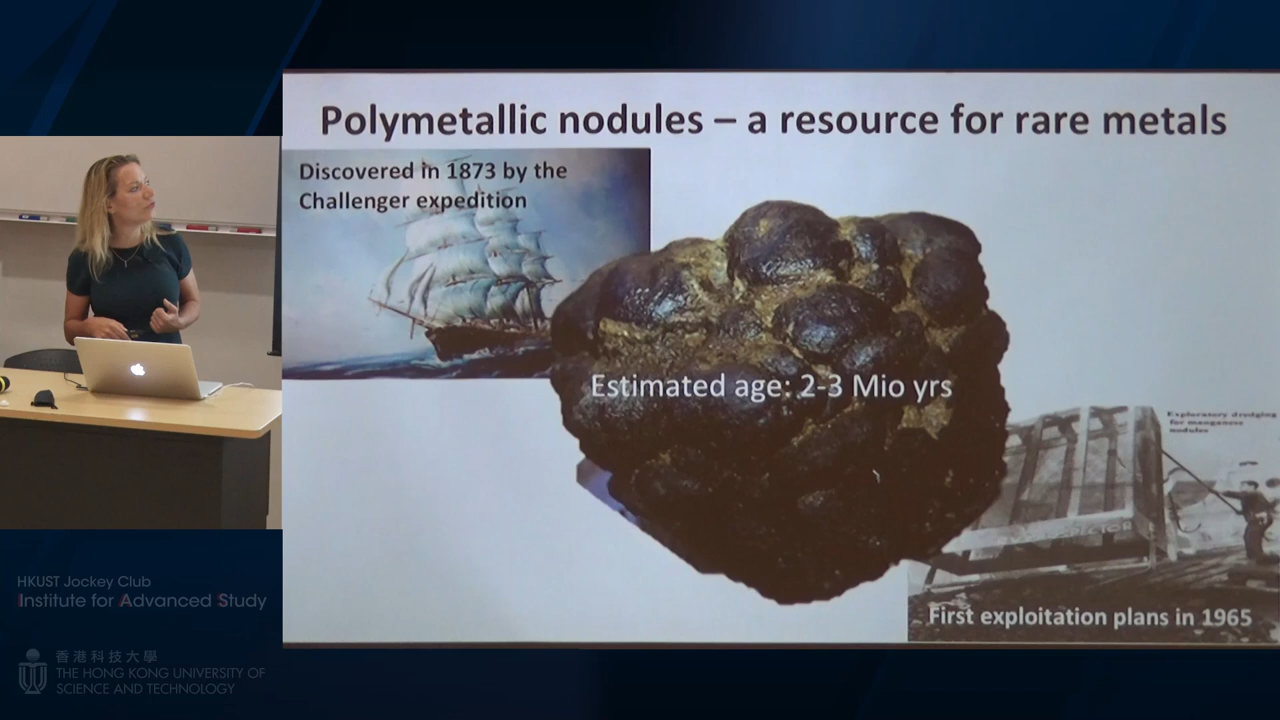 Polymetallic nodules – a resource for rare metals
Discovered in 1873 by the
Challenger expedition
Estimated age: 2-3 Mio yrs
Exploratory dredging
for manganese
nodules
First exploitation plans in 1965
HKUST Jockey Club
Institute for Advanced Study
香港科技大學
THE HONG KONG UNIVERSITY OF
SCIENCE AND TECHNOLOGY